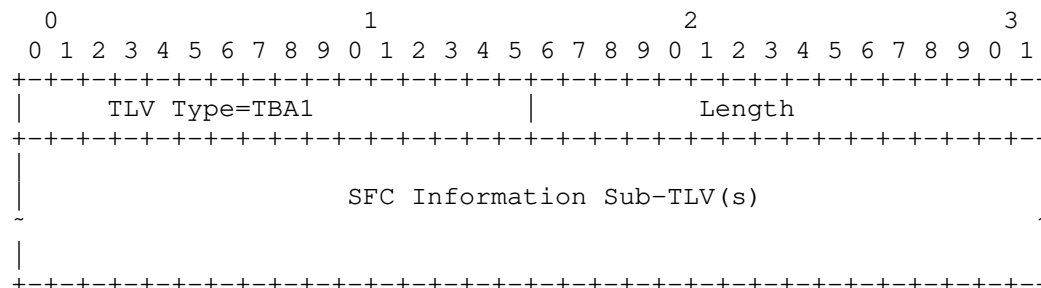 0                   1                   2                   3
0 1 2 3 4 5 6 7 8 9 0 1 2 3 4 5 6 7 8 9 0 1 2 3 4 5 6 7 8 9 0 1
+-+-+-+-+-+-+-+-+-+-+-+-+-+-+-+-+-+-+-+-+-+-+-+-+-+-+-+-+-+-+-+-
|     TLV Type=TBA1             |          Length
+-+-+-+-+-+-+-+-+-+-+-+-+-+-+-+-+-+-+-+-+-+-+-+-+-+-+-+-+-+-+-+-
|
|                    SFC Information Sub-TLV(s)
~                                                               ~
|
+-+-+-+-+-+-+-+-+-+-+-+-+-+-+-+-+-+-+-+-+-+-+-+-+-+-+-+-+-+-+-+-